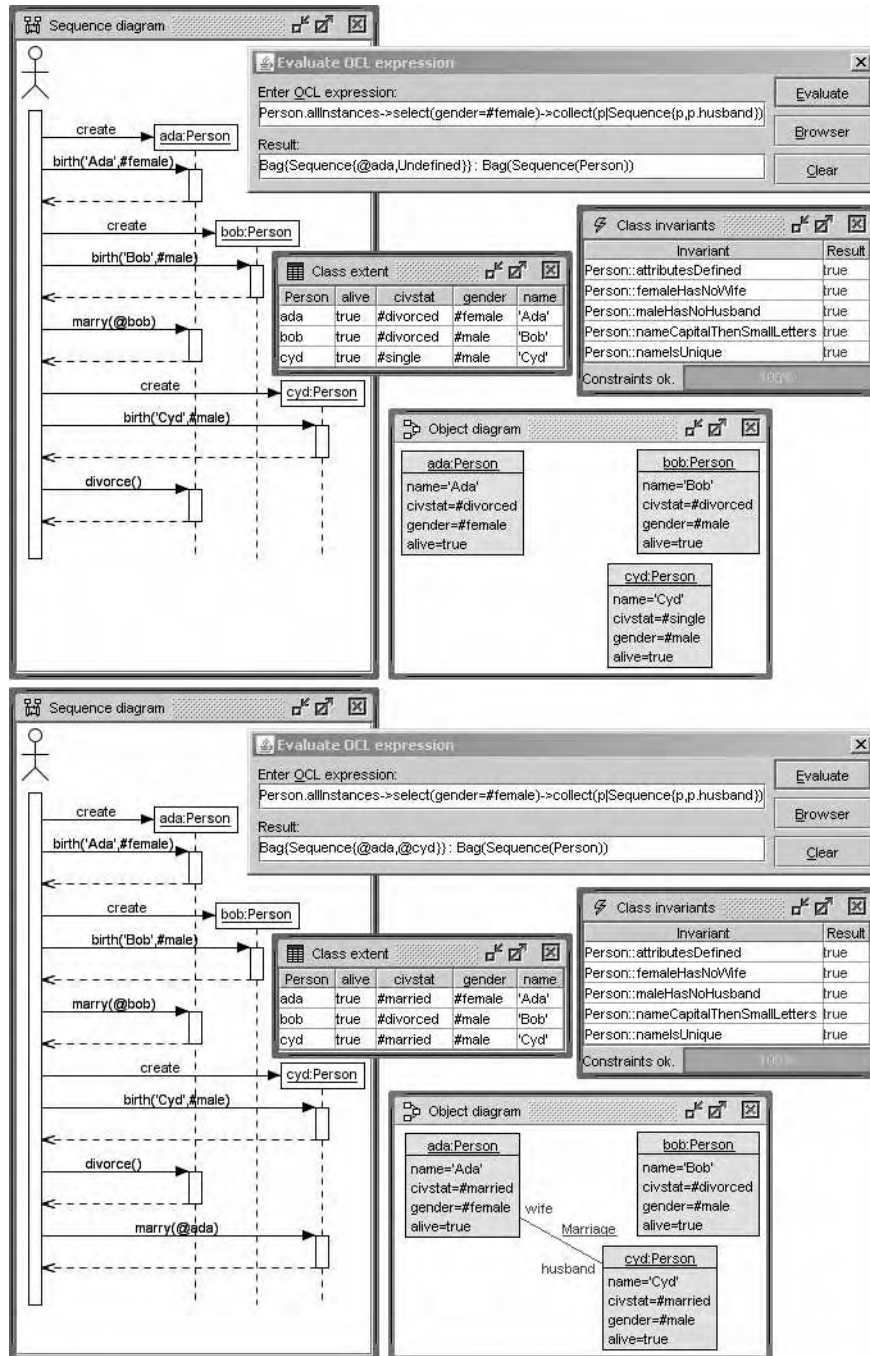 Sequence diagram
create
ada:Person
birth('Ada',#female)
create
bob:Person
birth('Bob',#male)
marry(@bob)
create
cyd:Person
birth('Cyd',#male)
divorce()
Evaluate OCL expression
Enter OCL expression:
Person.allInstances->select(gender=#female)->collect(p|Sequence{p,p.husband})
Result:
Bag{Sequence{@ada,Undefined}} : Bag(Sequence(Person))
Evaluate
Browser
Clear
Class extent
Person alive civstat gender name
ada true #divorced #female 'Ada'
bob true #divorced #male 'Bob'
cyd true #single #male 'Cyd'
Class invariants
Invariant Result
Person::attributesDefined true
Person::femaleHasNoWife true
Person::maleHasNoHusband true
Person::nameCapitalThenSmallLetters true
Person::nameIsUnique true
Constraints ok. 100%
Object diagram
ada:Person
name='Ada'
civstat=#divorced
gender=#female
alive=true
bob:Person
name='Bob'
civstat=#divorced
gender=#male
alive=true
cyd:Person
name='Cyd'
civstat=#single
gender=#male
alive=true
Sequence diagram
create
ada:Person
birth('Ada',#female)
create
bob:Person
birth('Bob',#male)
marry(@bob)
create
cyd:Person
birth('Cyd',#male)
divorce()
marry(@ada)
Evaluate OCL expression
Enter OCL expression:
Person.allInstances->select(gender=#female)->collect(p|Sequence{p,p.husband})
Result:
Bag{Sequence{@ada,@cyd}} : Bag(Sequence(Person))
Evaluate
Browser
Clear
Class extent
Person alive civstat gender name
ada true #married #female 'Ada'
bob true #divorced #male 'Bob'
cyd true #married #male 'Cyd'
Class invariants
Invariant Result
Person::attributesDefined true
Person::femaleHasNoWife true
Person::maleHasNoHusband true
Person::nameCapitalThenSmallLetters true
Person::nameIsUnique true
Constraints ok. 100%
Object diagram
ada:Person
name='Ada'
civstat=#married
gender=#female
alive=true
bob:Person
name='Bob'
civstat=#divorced
gender=#male
alive=true
wife
Marriage
husband
cyd:Person
name='Cyd'
civstat=#married
gender=#male
alive=true